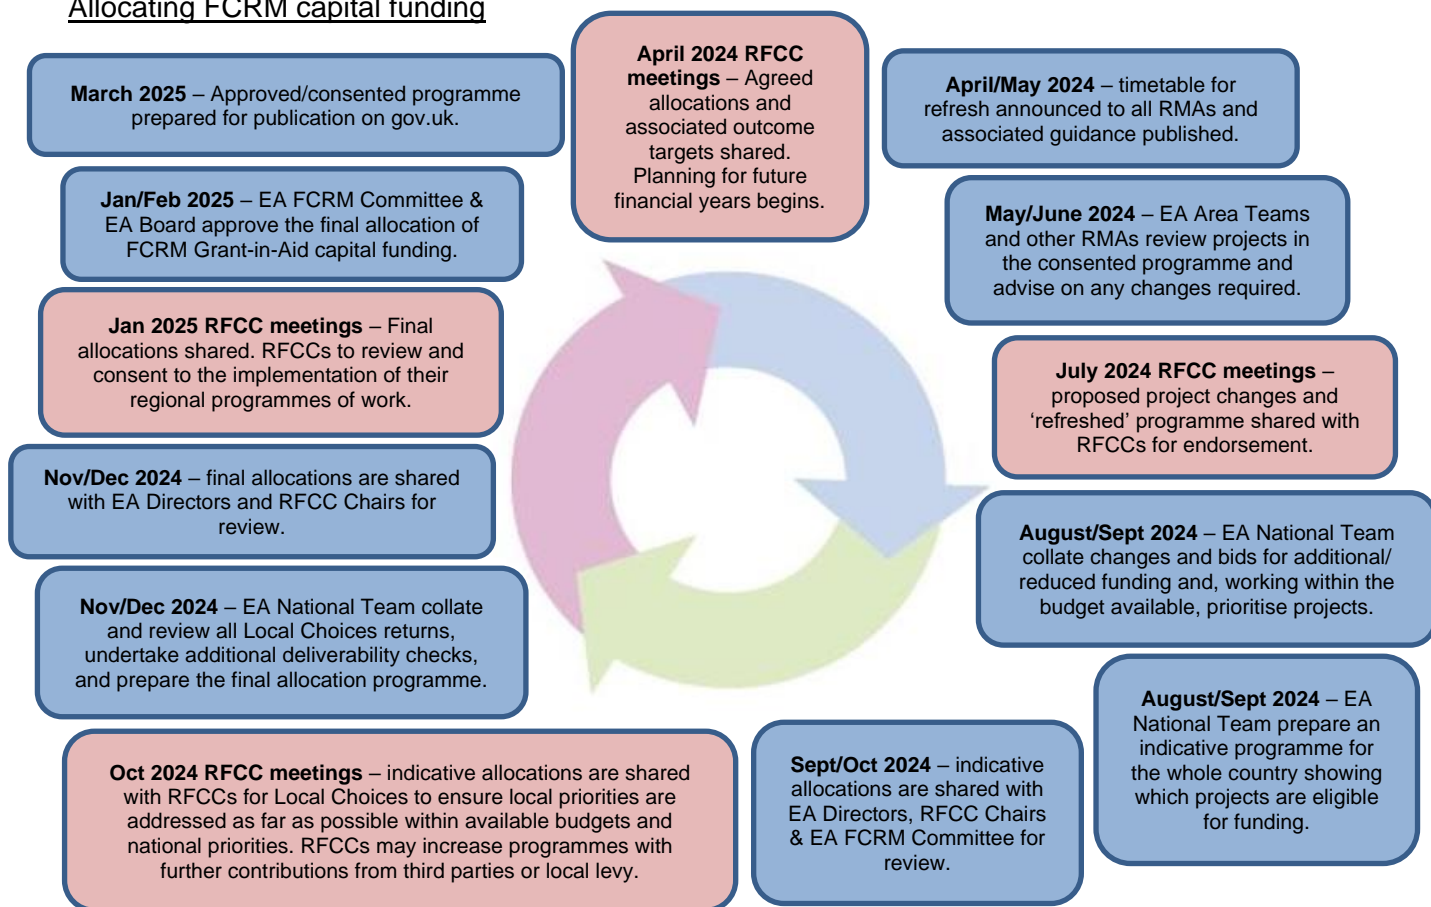 Allocating FCRM capital funding
April 2024 RFCC
meetings – Agreed
allocations and
associated outcome
targets shared.
Planning for future
financial years begins.
April/May 2024 – timetable for
refresh announced to all RMAs and
associated guidance published.
May/June 2024 – EA Area Teams
and other RMAs review projects in
the consented programme and
advise on any changes required.
July 2024 RFCC meetings –
proposed project changes and
‘refreshed’ programme shared with
RFCCs for endorsement.
August/Sept 2024 – EA National Team
collate changes and bids for additional/
reduced funding and, working within the
budget available, prioritise projects.
August/Sept 2024 – EA
National Team prepare an
indicative programme for
the whole country showing
which projects are eligible
for funding.
Sept/Oct 2024 – indicative
allocations are shared with
EA Directors, RFCC Chairs
& EA FCRM Committee for
review.
Oct 2024 RFCC meetings – indicative allocations are shared
with RFCCs for Local Choices to ensure local priorities are
addressed as far as possible within available budgets and
national priorities. RFCCs may increase programmes with
further contributions from third parties or local levy.
Nov/Dec 2024 – EA National Team collate
and review all Local Choices returns,
undertake additional deliverability checks,
and prepare the final allocation programme.
Nov/Dec 2024 – final allocations are shared
with EA Directors and RFCC Chairs for
review.
Jan 2025 RFCC meetings – Final
allocations shared. RFCCs to review and
consent to the implementation of their
regional programmes of work.
Jan/Feb 2025 – EA FCRM Committee &
EA Board approve the final allocation of
FCRM Grant-in-Aid capital funding.
March 2025 – Approved/consented programme
prepared for publication on gov.uk.